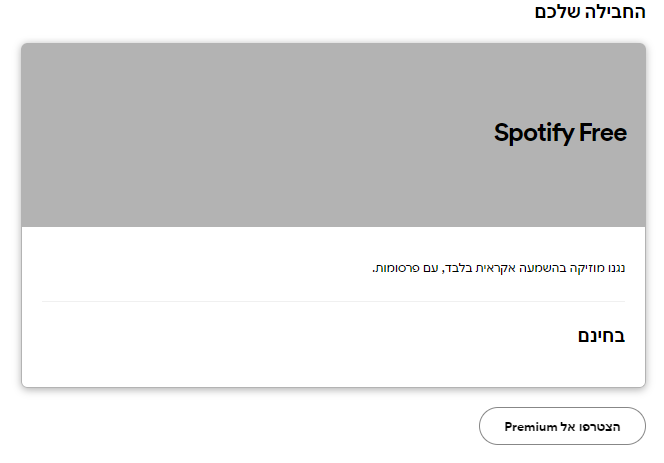 החבילה שלכם
Spotify Free
נגנו מוזיקה בהשמעה אקראית בלבד, עם פרסומות.
בחינם
הצטרפו אל Premium